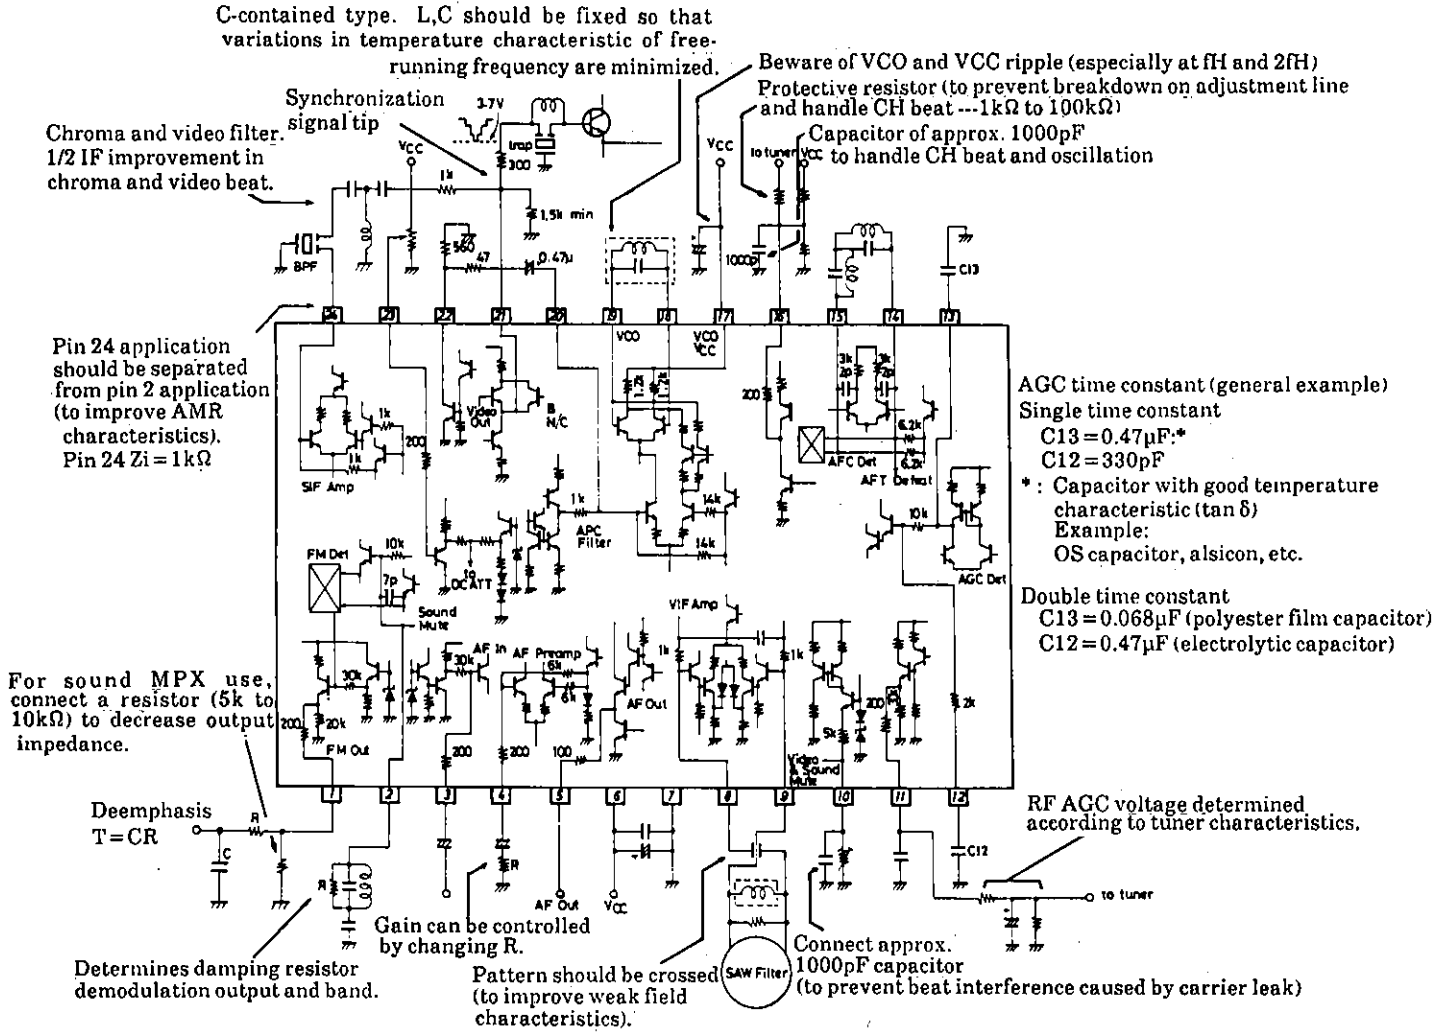 C-contained type. L,C should be fixed so that
variations in temperature characteristic of free-
running frequency are minimized.
Beware of VCO and VCC ripple (especially at fH and 2fH)
Protective resistor (to prevent breakdown on adjustment line
and handle CH beat ---1kΩ to 100kΩ)
Capacitor of approx. 1000pF
to handle CH beat and oscillation
Synchronization
signal tip
3.7V
Chroma and video filter.
1/2 IF improvement in
chroma and video beat.
VCC
trap
300
VCC
to tuner
VCC
1k
1.5k min
560
47
0.47μ
1000p
C13
BPF
24
23
22
21
20
19
18
17
16
15
14
13
VCO
VCO
VCC
Pin 24 application
should be separated
from pin 2 application
(to improve AMR
characteristics).
Pin 24 Zi = 1kΩ
1k
1k
SIF Amp
200
Video
Out
B
N/C
1.2k
1.2k
200
3k
2p
3k
2p
6.2k
6.2k
AFC Det
AFT Defeat
AGC time constant (general example)
Single time constant
C13 = 0.47μF:*
C12 = 330pF
* : Capacitor with good temperature
characteristic (tan δ)
Example:
OS capacitor, alsicon, etc.
1k
APC
Filter
14k
14k
10k
AGC Det
FM Det
10k
7p
Sound
Mute
to
DC ATT
VIF Amp
Double time constant
C13 = 0.068μF (polyester film capacitor)
C12 = 0.47μF (electrolytic capacitor)
For sound MPX use,
connect a resistor (5k to
10kΩ) to decrease output
impedance.
30k
200
20k
FM Out
30k
AF In
AF Preamp
6k
6k
AF Out
1k
1k
200
200
100
5k
200
2k
Video
& Sound
Mute
1
2
3
4
5
6
7
8
9
10
11
12
Deemphasis
T = CR
R
C
R
R
AF Out
VCC
C12
RF AGC voltage determined
according to tuner characteristics.
to tuner
SAW Filter
Gain can be controlled
by changing R.
Determines damping resistor
demodulation output and band.
Pattern should be crossed
(to improve weak field
characteristics).
Connect approx.
1000pF capacitor
(to prevent beat interference caused by carrier leak)